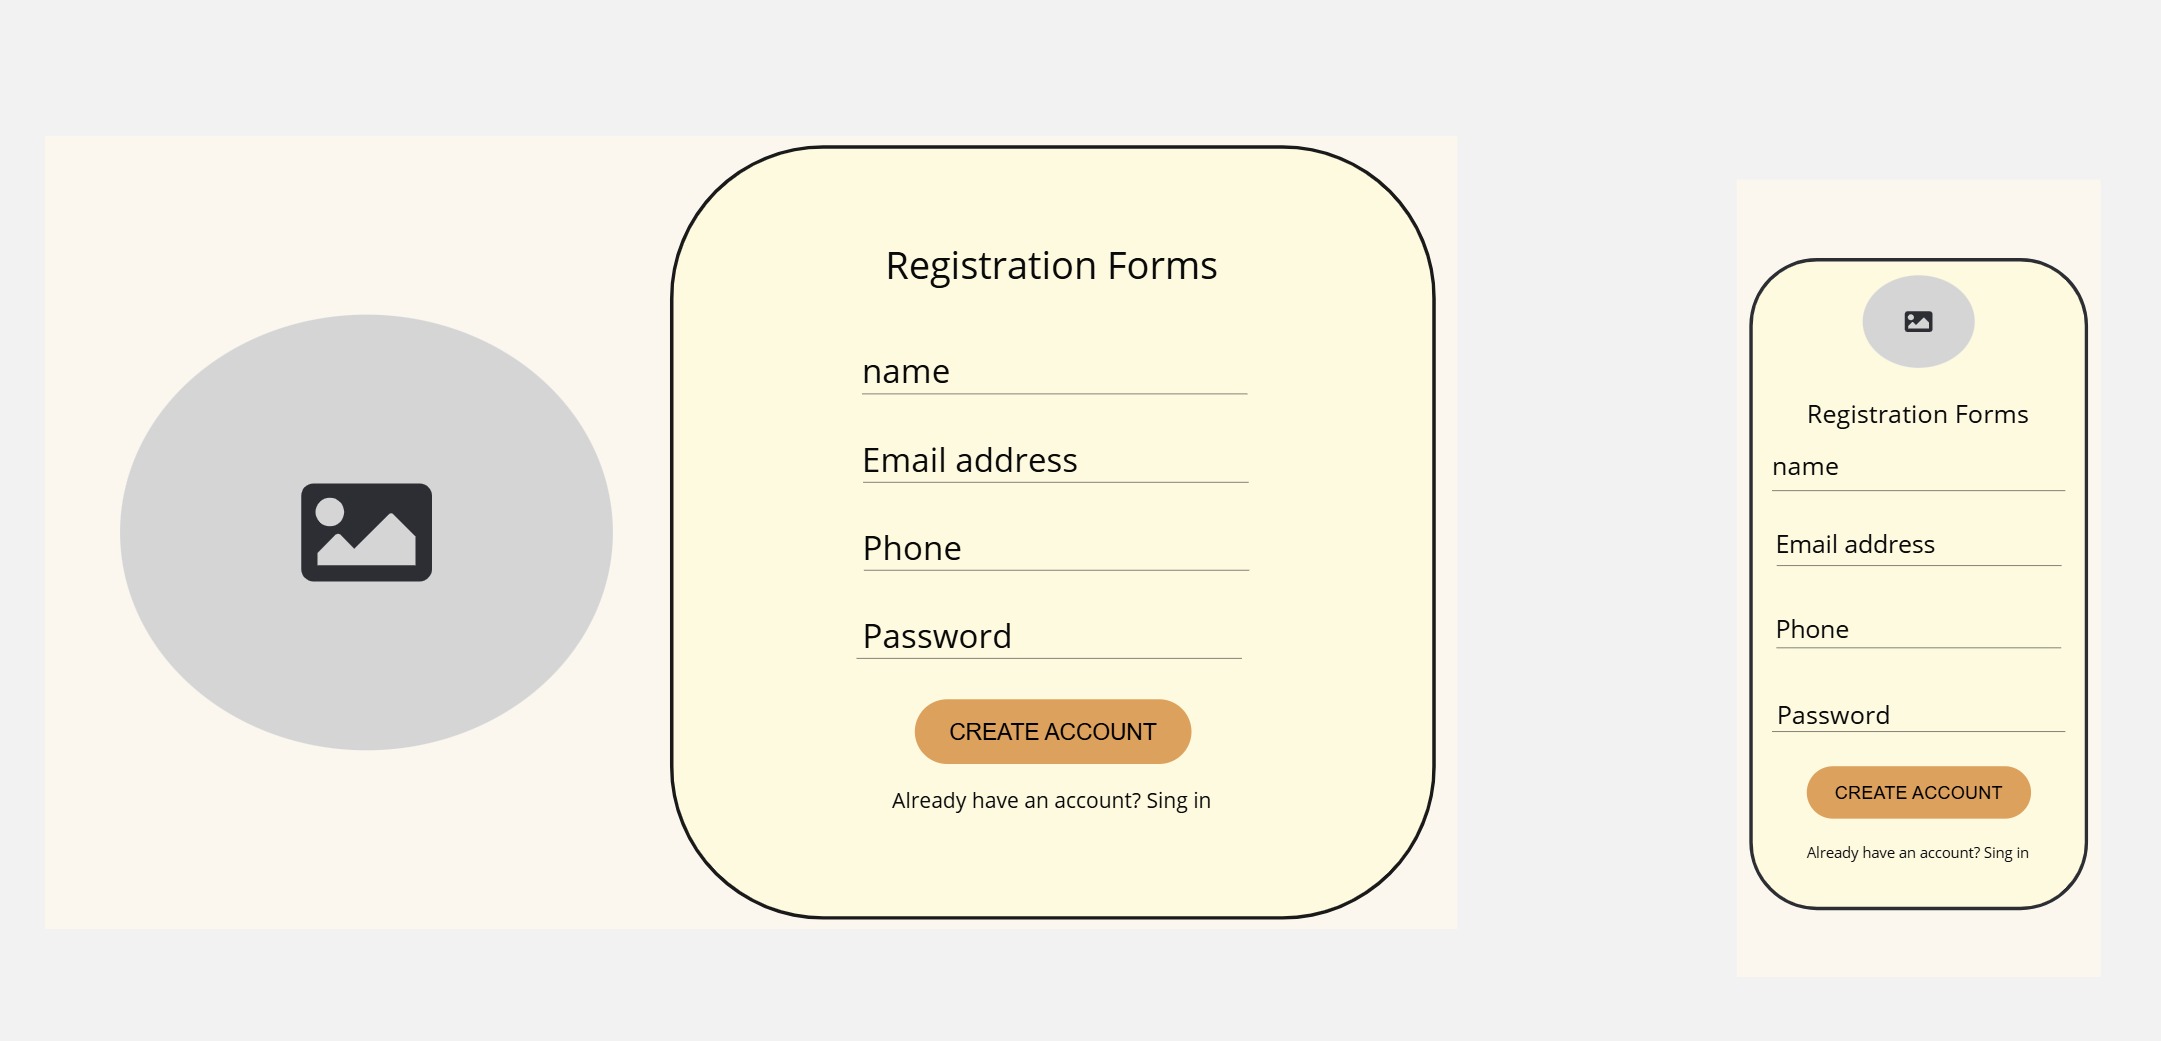 Registration Forms
name
Email address
Phone
Password
CREATE ACCOUNT
Already have an account? Sing in
Registration Forms
name
Email address
Phone
Password
CREATE ACCOUNT
Already have an account? Sing in